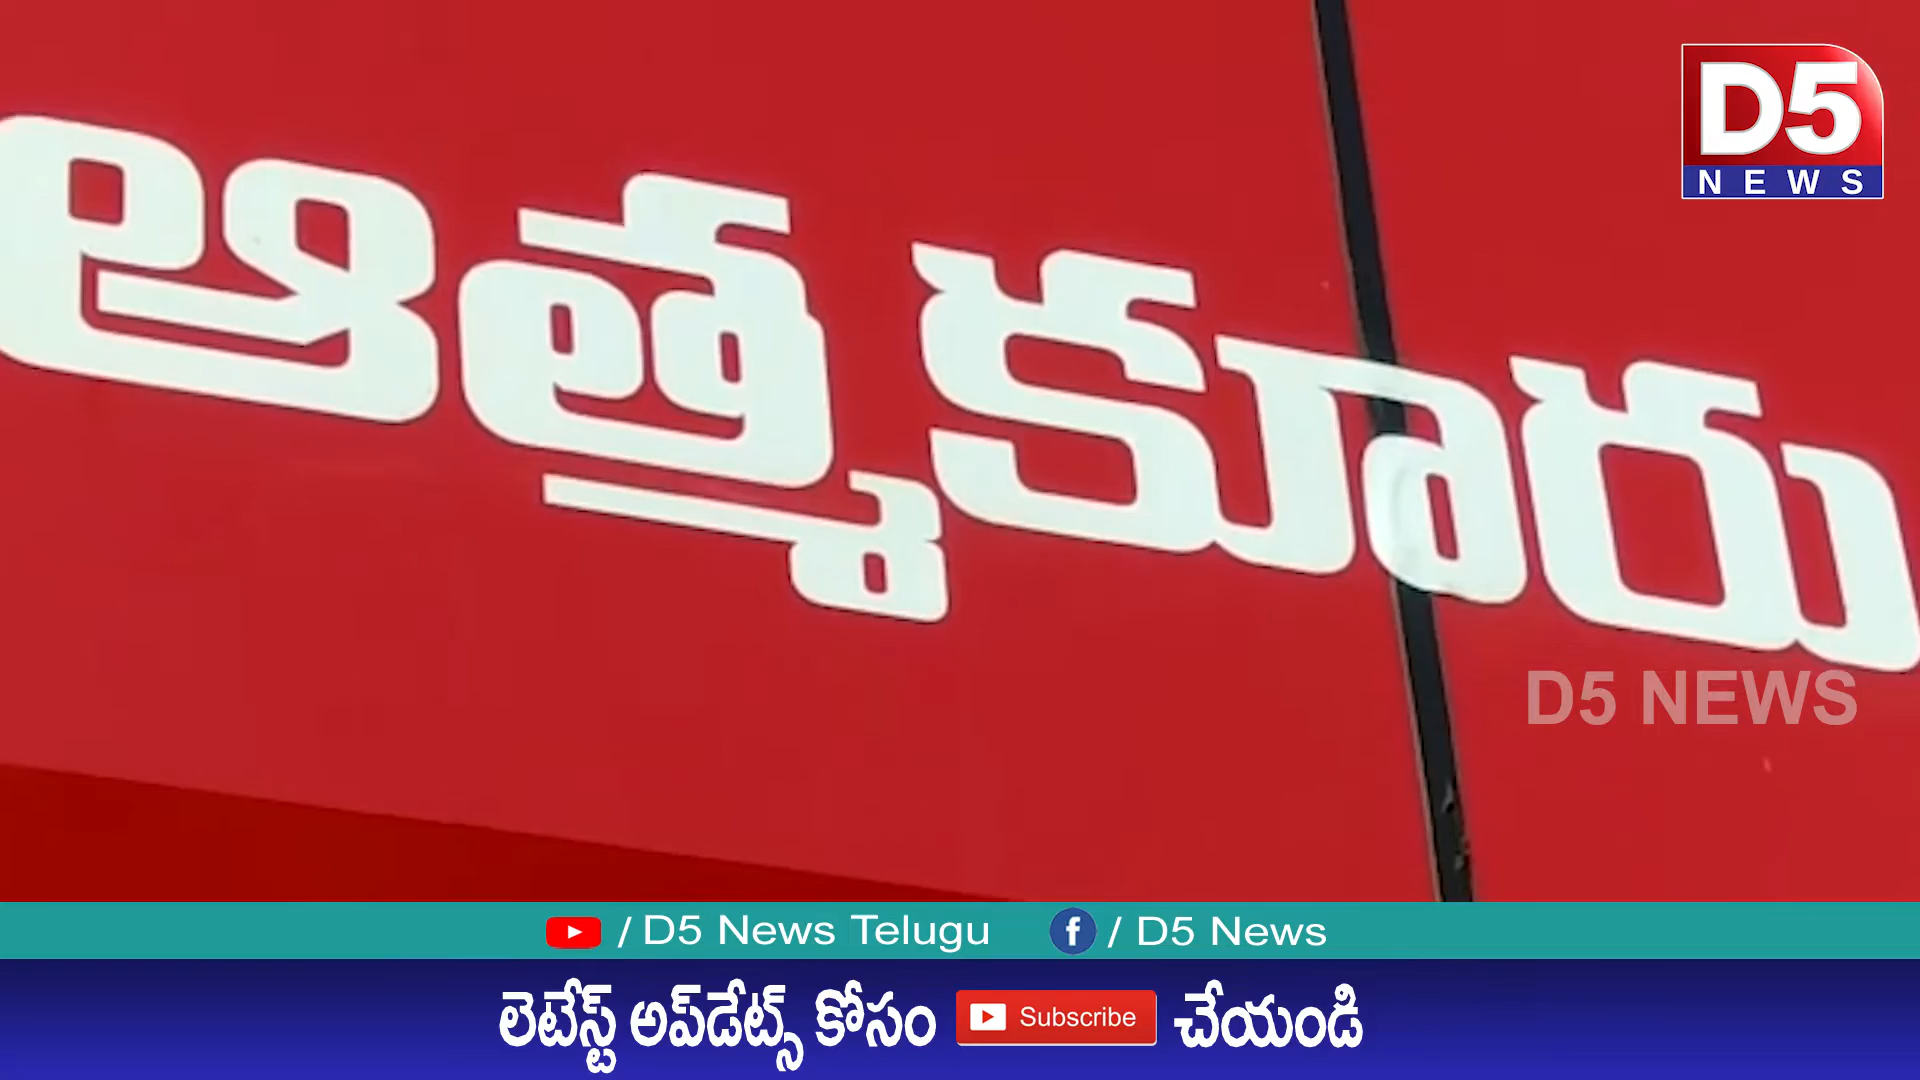 D5
NEWS
ఆత్మకూరు
D5 NEWS
/ D5 News Telugu / D5 News
లెటేస్ట్ అప్‌డేట్స్ కోసం Subscribe చేయండి